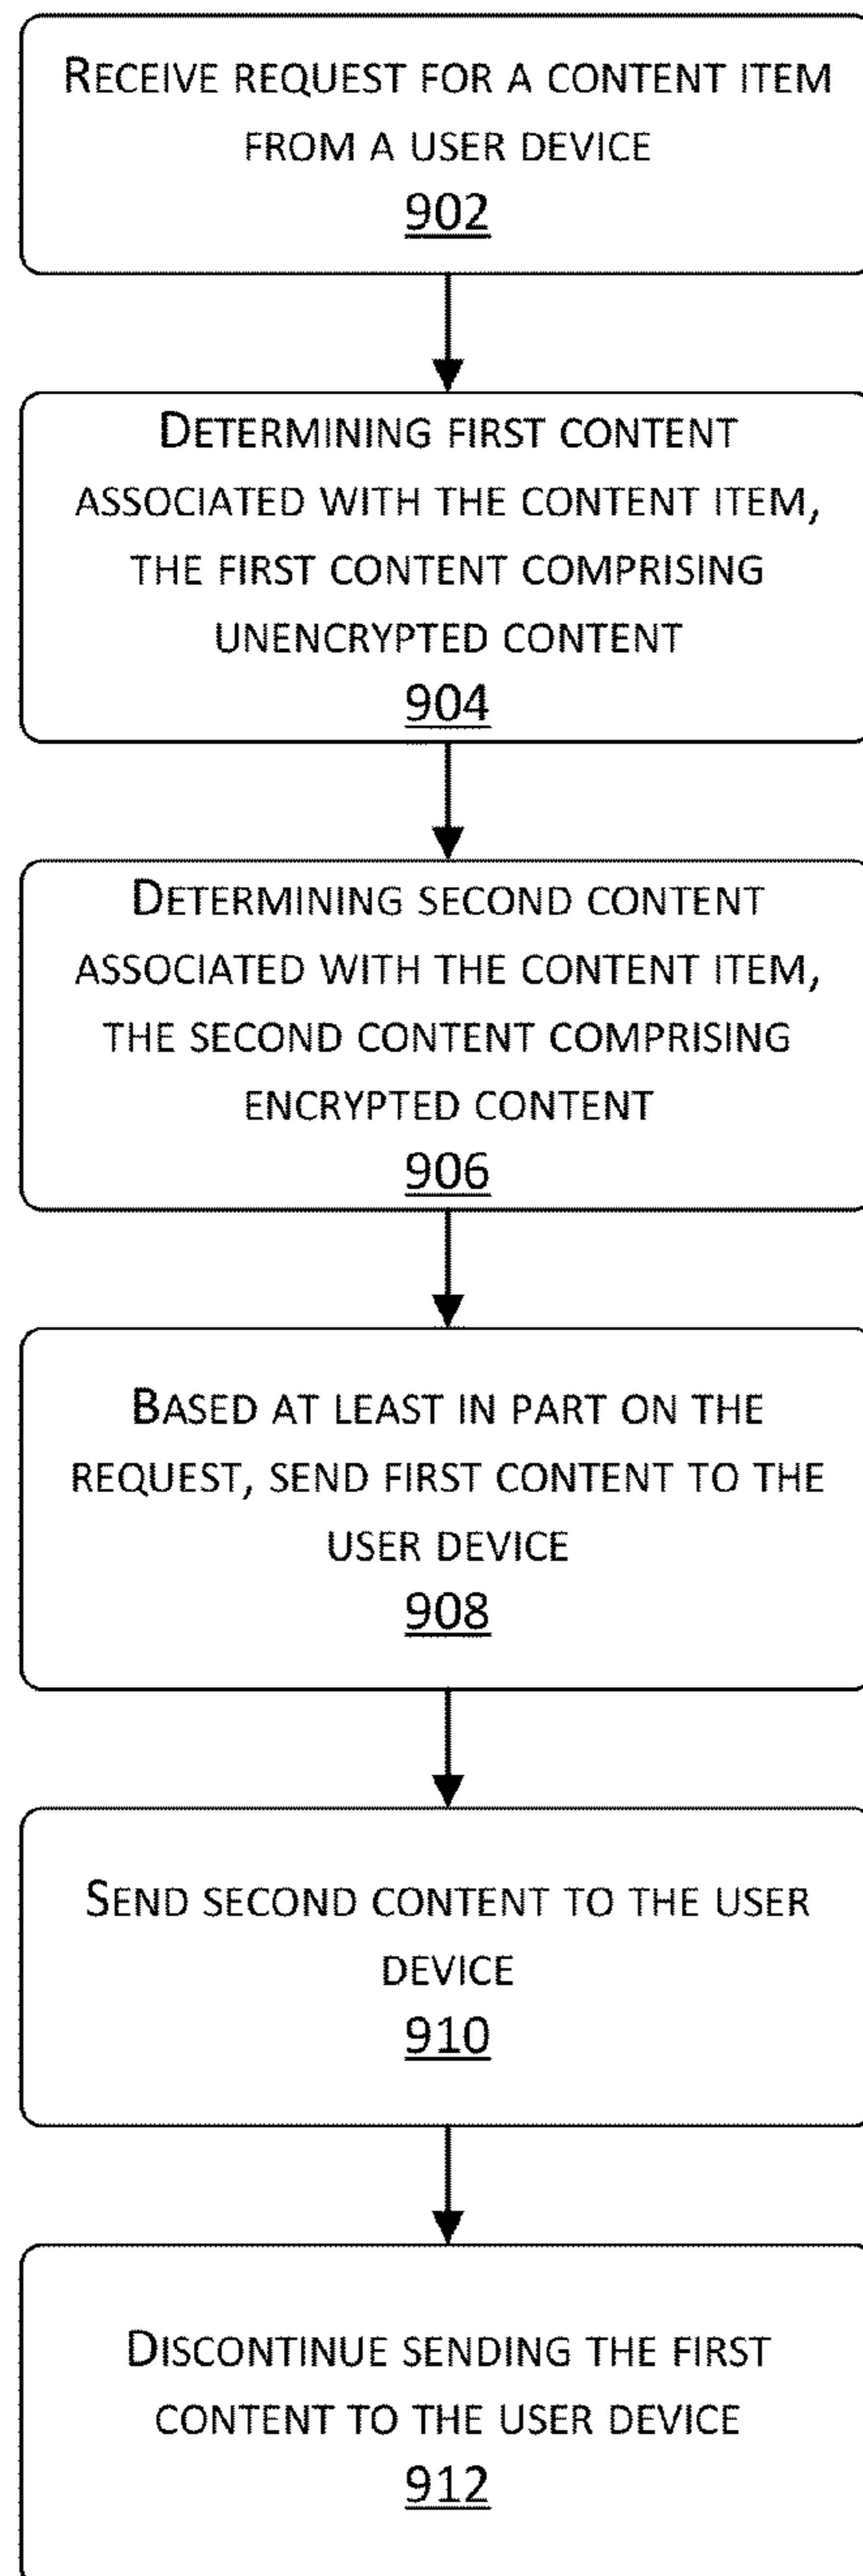 RECEIVE REQUEST FOR A CONTENT ITEM
FROM A USER DEVICE
902
DETERMINING FIRST CONTENT
ASSOCIATED WITH THE CONTENT ITEM,
THE FIRST CONTENT COMPRISING
UNENCRYPTED CONTENT
904
DETERMINING SECOND CONTENT
ASSOCIATED WITH THE CONTENT ITEM,
THE SECOND CONTENT COMPRISING
ENCRYPTED CONTENT
906
BASED AT LEAST IN PART ON THE
REQUEST, SEND FIRST CONTENT TO THE
USER DEVICE
908
SEND SECOND CONTENT TO THE USER
DEVICE
910
DISCONTINUE SENDING THE FIRST
CONTENT TO THE USER DEVICE
912